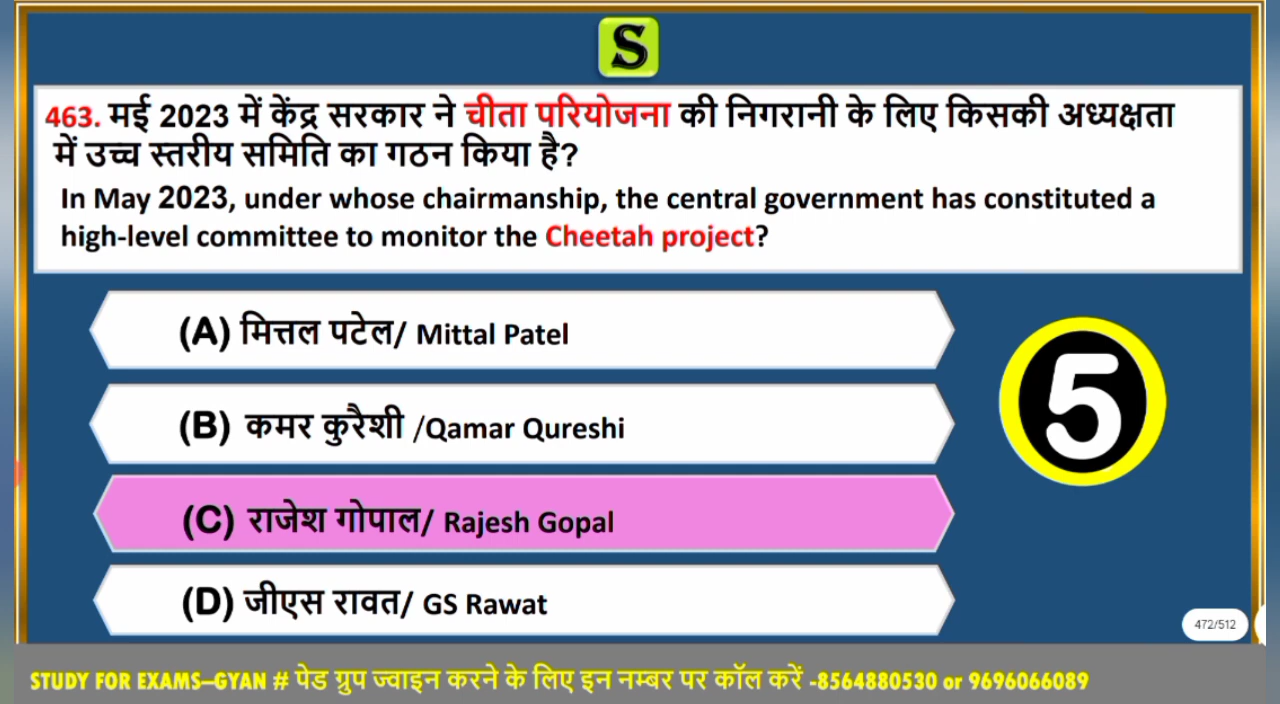 S
463. मई 2023 में केंद्र सरकार ने चीता परियोजना की निगरानी के लिए किसकी अध्यक्षता
में उच्च स्तरीय समिति का गठन किया है?
In May 2023, under whose chairmanship, the central government has constituted a
high-level committee to monitor the Cheetah project?
(A) मित्तल पटेल/ Mittal Patel
(B) कमर कुरैशी /Qamar Qureshi
5
(C) राजेश गोपाल/ Rajesh Gopal
(D) जीएस रावत/ GS Rawat
472/512
STUDY FOR EXAMS–GYAN # पेड ग्रुप ज्वाइन करने के लिए इन नम्बर पर कॉल करें -8564880530 or 9696066089